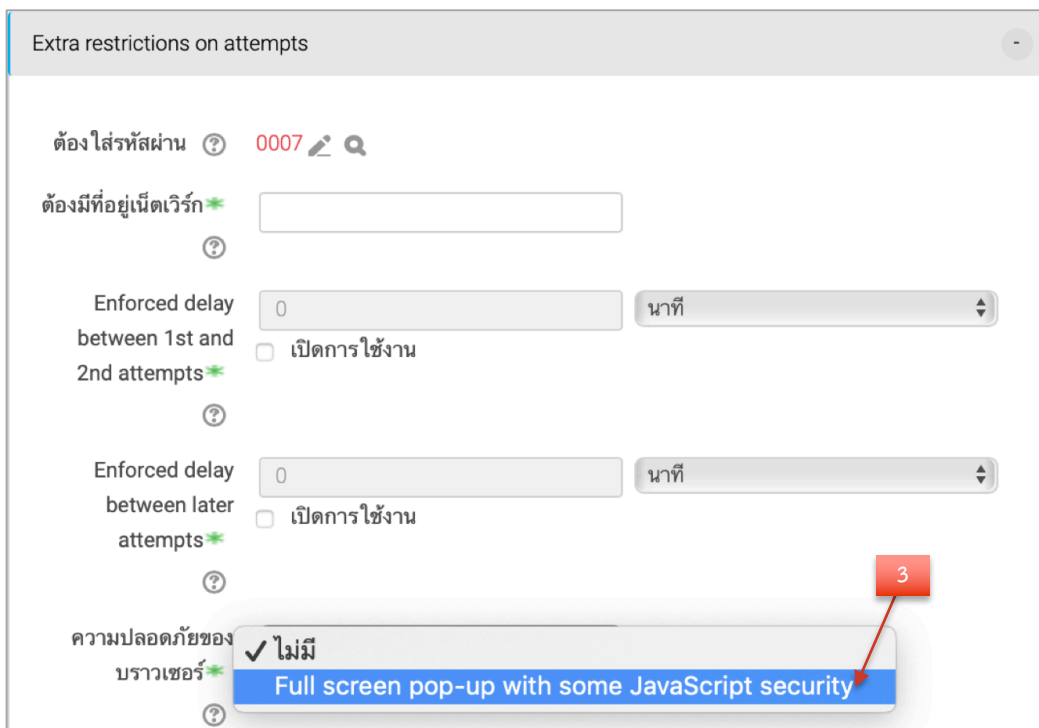 Extra restrictions on attempts
-
ต้องใส่รหัสผ่าน ? 0007
ต้องมีที่อยู่เน็ตเวิร์ก
?
Enforced delay
between 1st and
2nd attempts
0
นาที
เปิดการใช้งาน
?
Enforced delay
between later
attempts
0
นาที
เปิดการใช้งาน
?
3
ความปลอดภัยของ
บราวเซอร์
✓ ไม่มี
Full screen pop-up with some JavaScript security
?